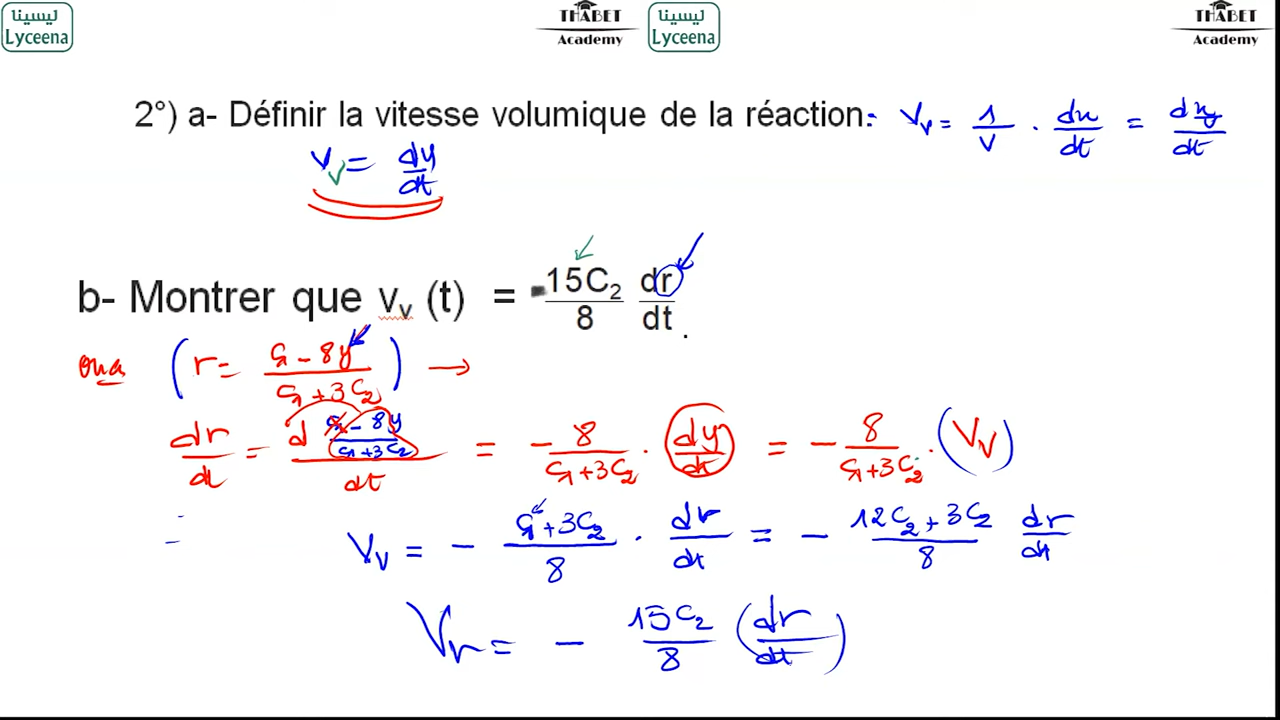 ليسينا
Lyceena
THABET
Academy
ليسينا
Lyceena
THABET
Academy
2°) a- Définir la vitesse volumique de la réaction. Vv = 1/V . dx/dt = dxv/dt
Vv = dy/dt
b- Montrer que vv (t) = - 15C2/8 dr/dt .
ona ( r = C1 - 8y / C1 + 3C2 ) →
dr/dt = d C1 - 8y / C1 + 3C2 / dt = - 8 / C1 + 3C2 . dy/dt = - 8 / C1 + 3C2 . (Vv)
=
Vv = - C1 + 3C2 / 8 . dr/dt = - 12C2 + 3C2 / 8 dr/dt
Vv = - 15C2 / 8 ( dr/dt )